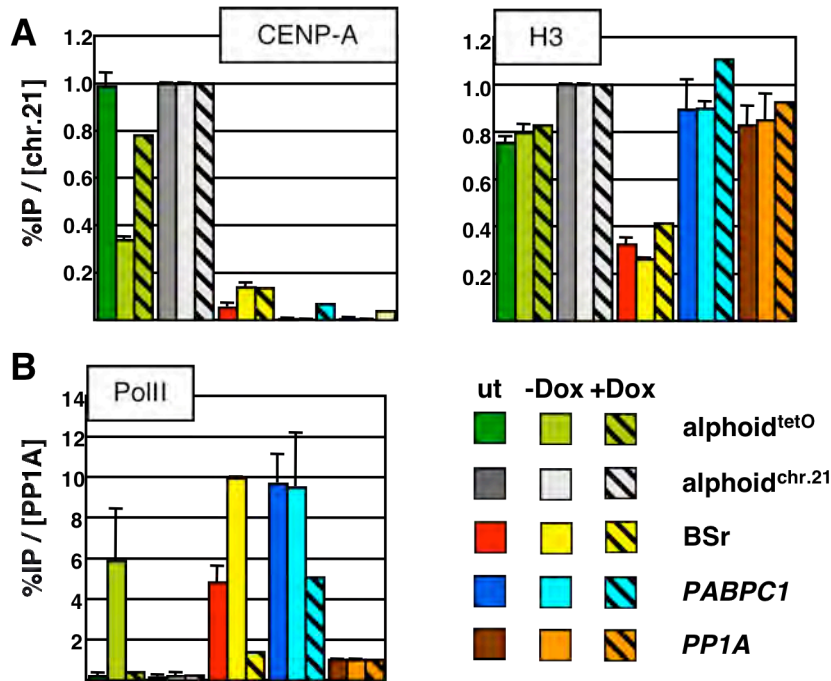 A
CENP-A
%IP / [chr.21]
1.2
1.0
0.8
0.6
0.4
0.2
H3
1.2
1.0
0.8
0.6
0.4
0.2
B
PolII
%IP / [PP1A]
14
12
10
8
6
4
2
ut -Dox +Dox
alphoidtetO
alphoidchr.21
BSr
PABPC1
PP1A